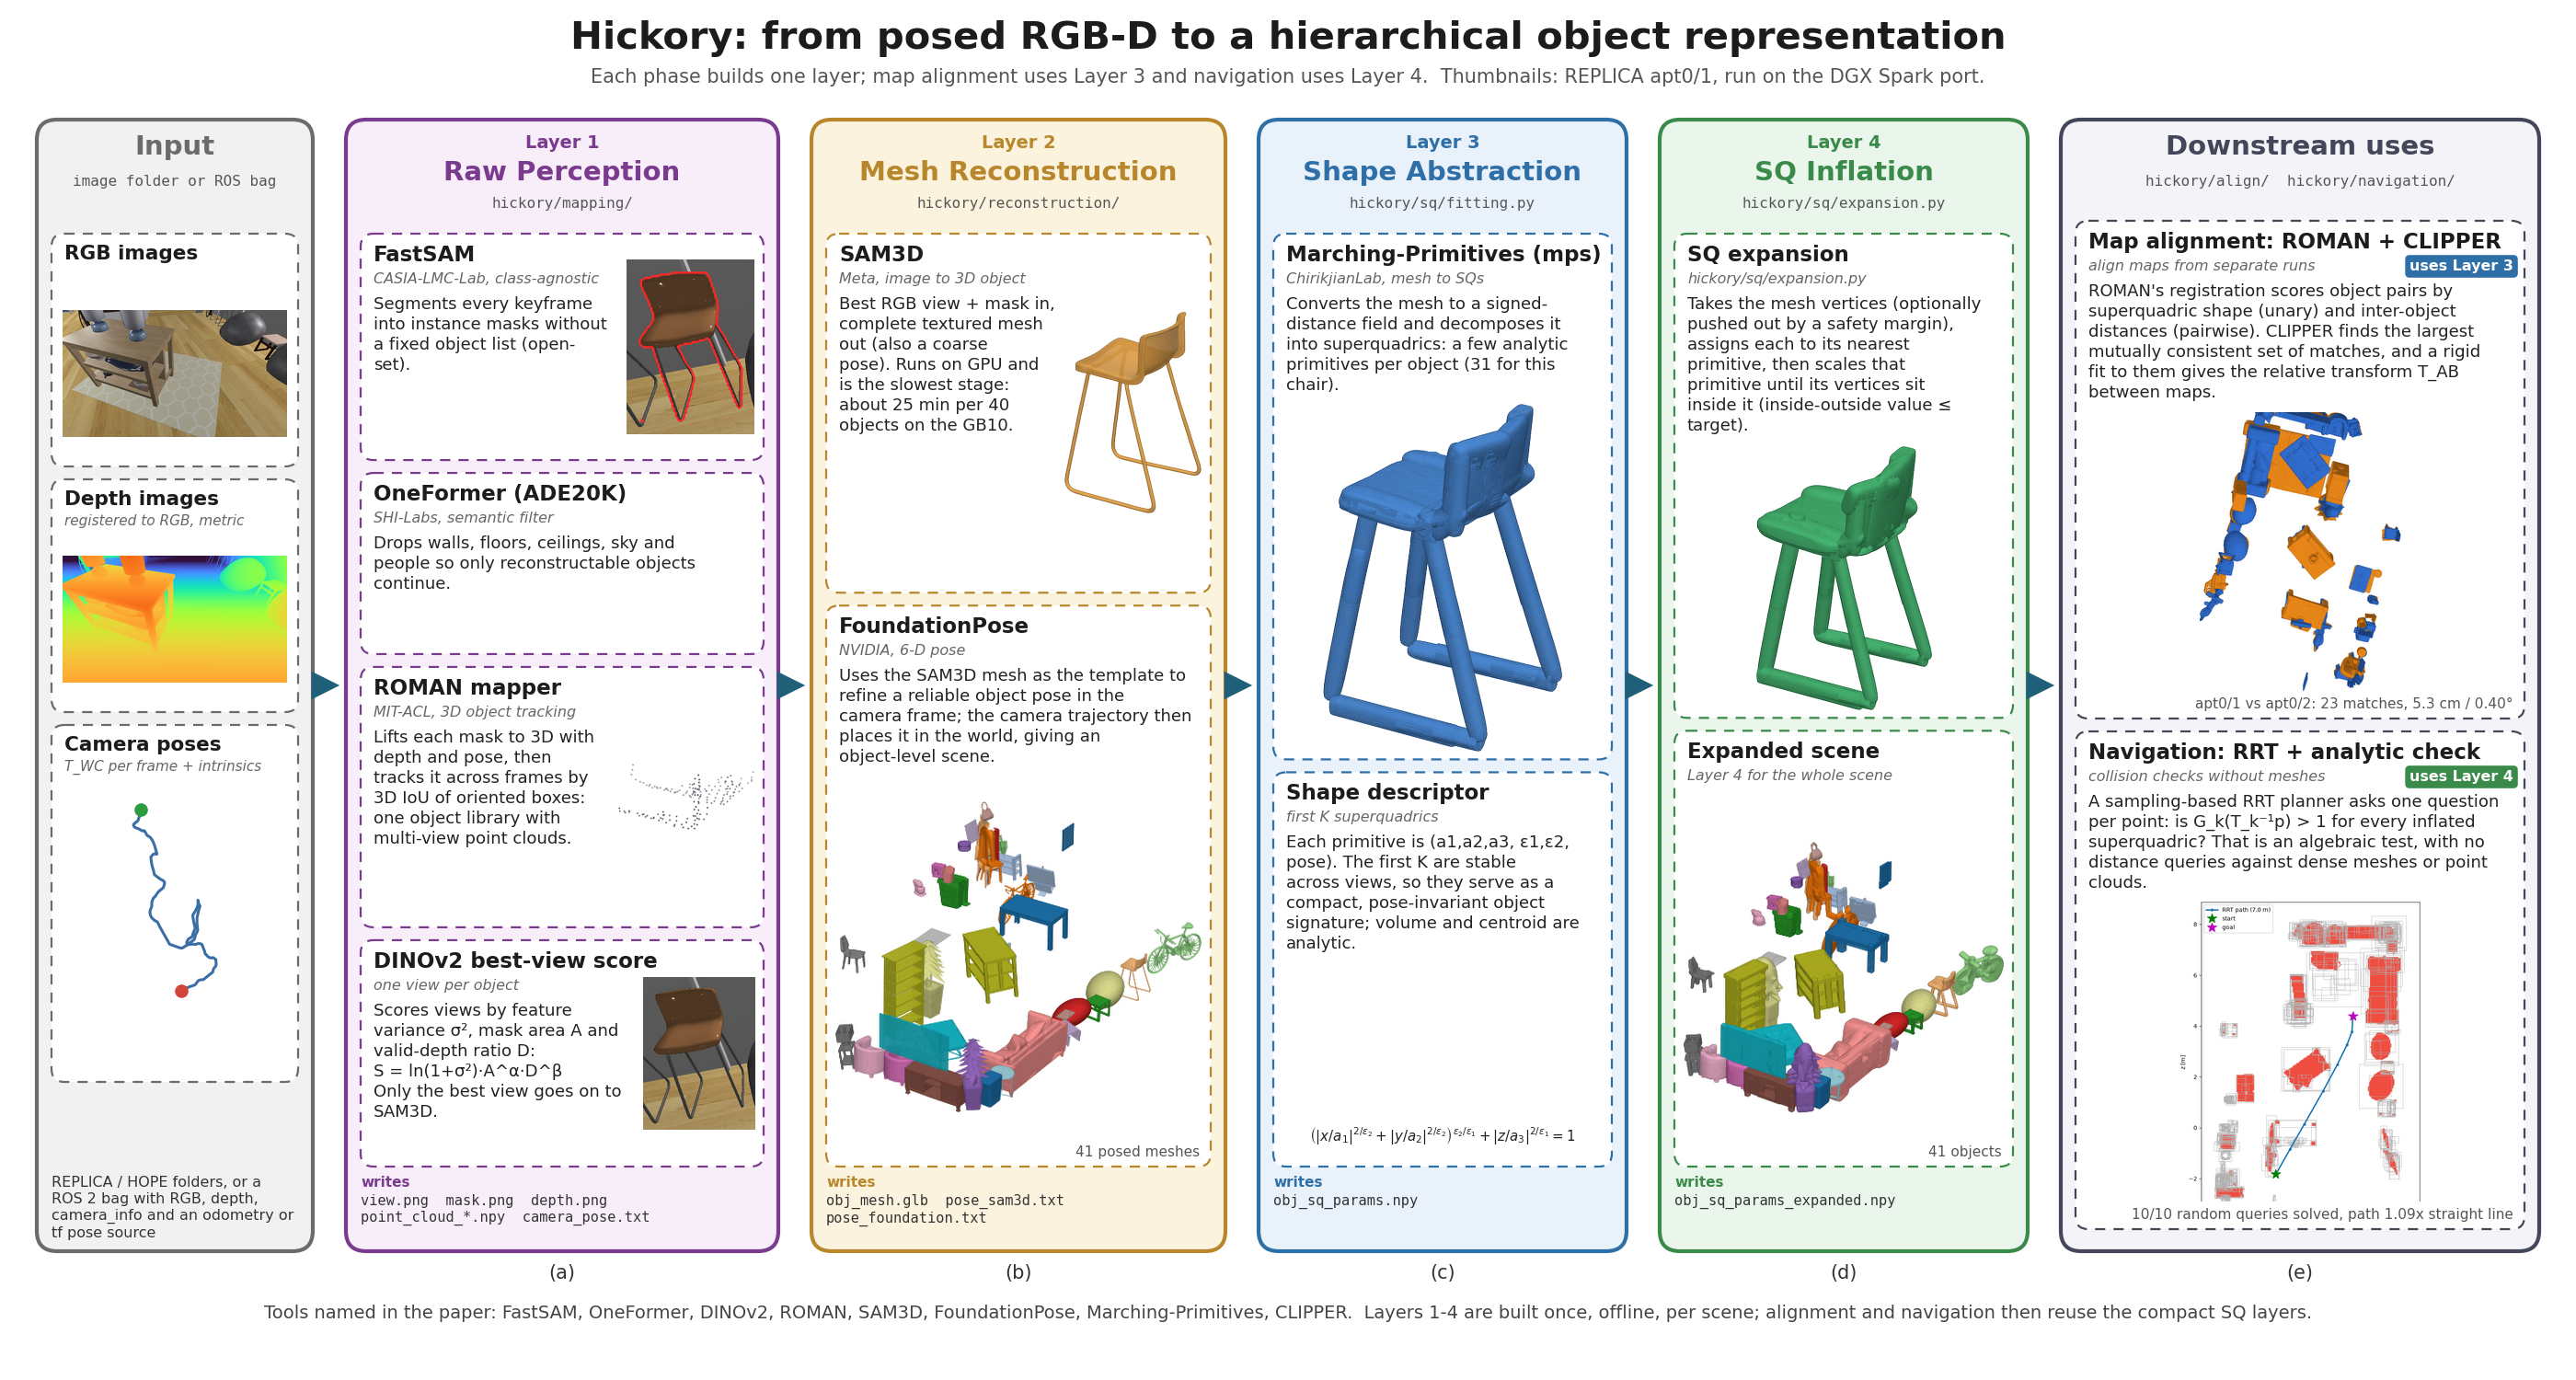 Hickory: from posed RGB-D to a hierarchical object representation
Each phase builds one layer; map alignment uses Layer 3 and navigation uses Layer 4.  Thumbnails: REPLICA apt0/1, run on the DGX Spark port.
Input
image folder or ROS bag
RGB images
Depth images
registered to RGB, metric
Camera poses
T_WC per frame + intrinsics
REPLICA / HOPE folders, or a
ROS 2 bag with RGB, depth,
camera_info and an odometry or
tf pose source
Layer 1
Raw Perception
hickory/mapping/
FastSAM
CASIA-LMC-Lab, class-agnostic
Segments every keyframe
into instance masks without
a fixed object list (open-
set).
OneFormer (ADE20K)
SHI-Labs, semantic filter
Drops walls, floors, ceilings, sky and
people so only reconstructable objects
continue.
ROMAN mapper
MIT-ACL, 3D object tracking
Lifts each mask to 3D with
depth and pose, then
tracks it across frames by
3D IoU of oriented boxes:
one object library with
multi-view point clouds.
DINOv2 best-view score
one view per object
Scores views by feature
variance σ², mask area A and
valid-depth ratio D:
S = ln(1+σ²)·A^α·D^β
Only the best view goes on to
SAM3D.
writes
view.png  mask.png  depth.png
point_cloud_*.npy  camera_pose.txt
(a)
Layer 2
Mesh Reconstruction
hickory/reconstruction/
SAM3D
Meta, image to 3D object
Best RGB view + mask in,
complete textured mesh
out (also a coarse
pose). Runs on GPU and
is the slowest stage:
about 25 min per 40
objects on the GB10.
FoundationPose
NVIDIA, 6-D pose
Uses the SAM3D mesh as the template to
refine a reliable object pose in the
camera frame; the camera trajectory then
places it in the world, giving an
object-level scene.
41 posed meshes
writes
obj_mesh.glb  pose_sam3d.txt
pose_foundation.txt
(b)
Layer 3
Shape Abstraction
hickory/sq/fitting.py
Marching-Primitives (mps)
ChirikjianLab, mesh to SQs
Converts the mesh to a signed-
distance field and decomposes it
into superquadrics: a few analytic
primitives per object (31 for this
chair).
Shape descriptor
first K superquadrics
Each primitive is (a1,a2,a3, ε1,ε2,
pose). The first K are stable
across views, so they serve as a
compact, pose-invariant object
signature; volume and centroid are
analytic.
(|x/a₁|^{2/ε₂} + |y/a₂|^{2/ε₂})^{ε₂/ε₁} + |z/a₃|^{2/ε₁} = 1
writes
obj_sq_params.npy
(c)
Layer 4
SQ Inflation
hickory/sq/expansion.py
SQ expansion
hickory/sq/expansion.py
Takes the mesh vertices (optionally
pushed out by a safety margin),
assigns each to its nearest
primitive, then scales that
primitive until its vertices sit
inside it (inside-outside value ≤
target).
Expanded scene
Layer 4 for the whole scene
41 objects
writes
obj_sq_params_expanded.npy
(d)
Downstream uses
hickory/align/  hickory/navigation/
Map alignment: ROMAN + CLIPPER
align maps from separate runs
uses Layer 3
ROMAN's registration scores object pairs by
superquadric shape (unary) and inter-object
distances (pairwise). CLIPPER finds the largest
mutually consistent set of matches, and a rigid
fit to them gives the relative transform T_AB
between maps.
apt0/1 vs apt0/2: 23 matches, 5.3 cm / 0.40°
Navigation: RRT + analytic check
collision checks without meshes
uses Layer 4
A sampling-based RRT planner asks one question
per point: is G_k(T_k⁻¹p) > 1 for every inflated
superquadric? That is an algebraic test, with no
distance queries against dense meshes or point
clouds.
RRT path (7.0 m)
start
goal
8
6
4
2
0
−2
z [m]
10/10 random queries solved, path 1.09x straight line
(e)
Tools named in the paper: FastSAM, OneFormer, DINOv2, ROMAN, SAM3D, FoundationPose, Marching-Primitives, CLIPPER.  Layers 1-4 are built once, offline, per scene; alignment and navigation then reuse the compact SQ layers.